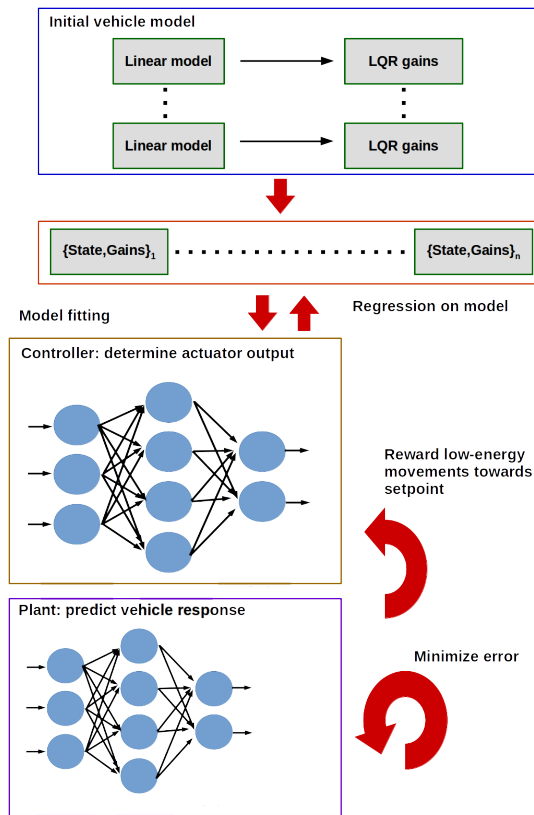 Initial vehicle model
Linear model
LQR gains
Linear model
LQR gains
{State,Gains}1
{State,Gains}n
Model fitting
Regression on model
Controller: determine actuator output
Reward low-energy
movements towards
setpoint
Plant: predict vehicle response
Minimize error